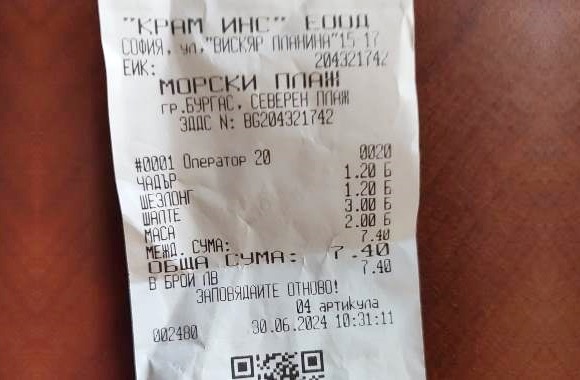 "КРАМ ИНС" ЕООД
СОФИЯ, ул,"ВИСКЯР ПЛАНИНА"15 17
ЕИК: 204321742
МОРСКИ ПЛАЖ
гр.БУРГАС, СЕВЕРЕН ПЛАЖ
ЗДДС N: BG204321742
#0001 Оператор 20 0020
ЧАДЪР 1.20 Б
ШЕЗЛОНГ 1.20 Б
ШАЛТЕ 3.00 Б
МАСА 2.00 Б
МЕЖД. СУМА: 7.40
ОБЩА СУМА: 7.40
В БРОЙ ЛВ 7.40
ЗАПОВЯДАЙТЕ ОТНОВО!
04 артикула
002480 30.06.2024 10:31:11